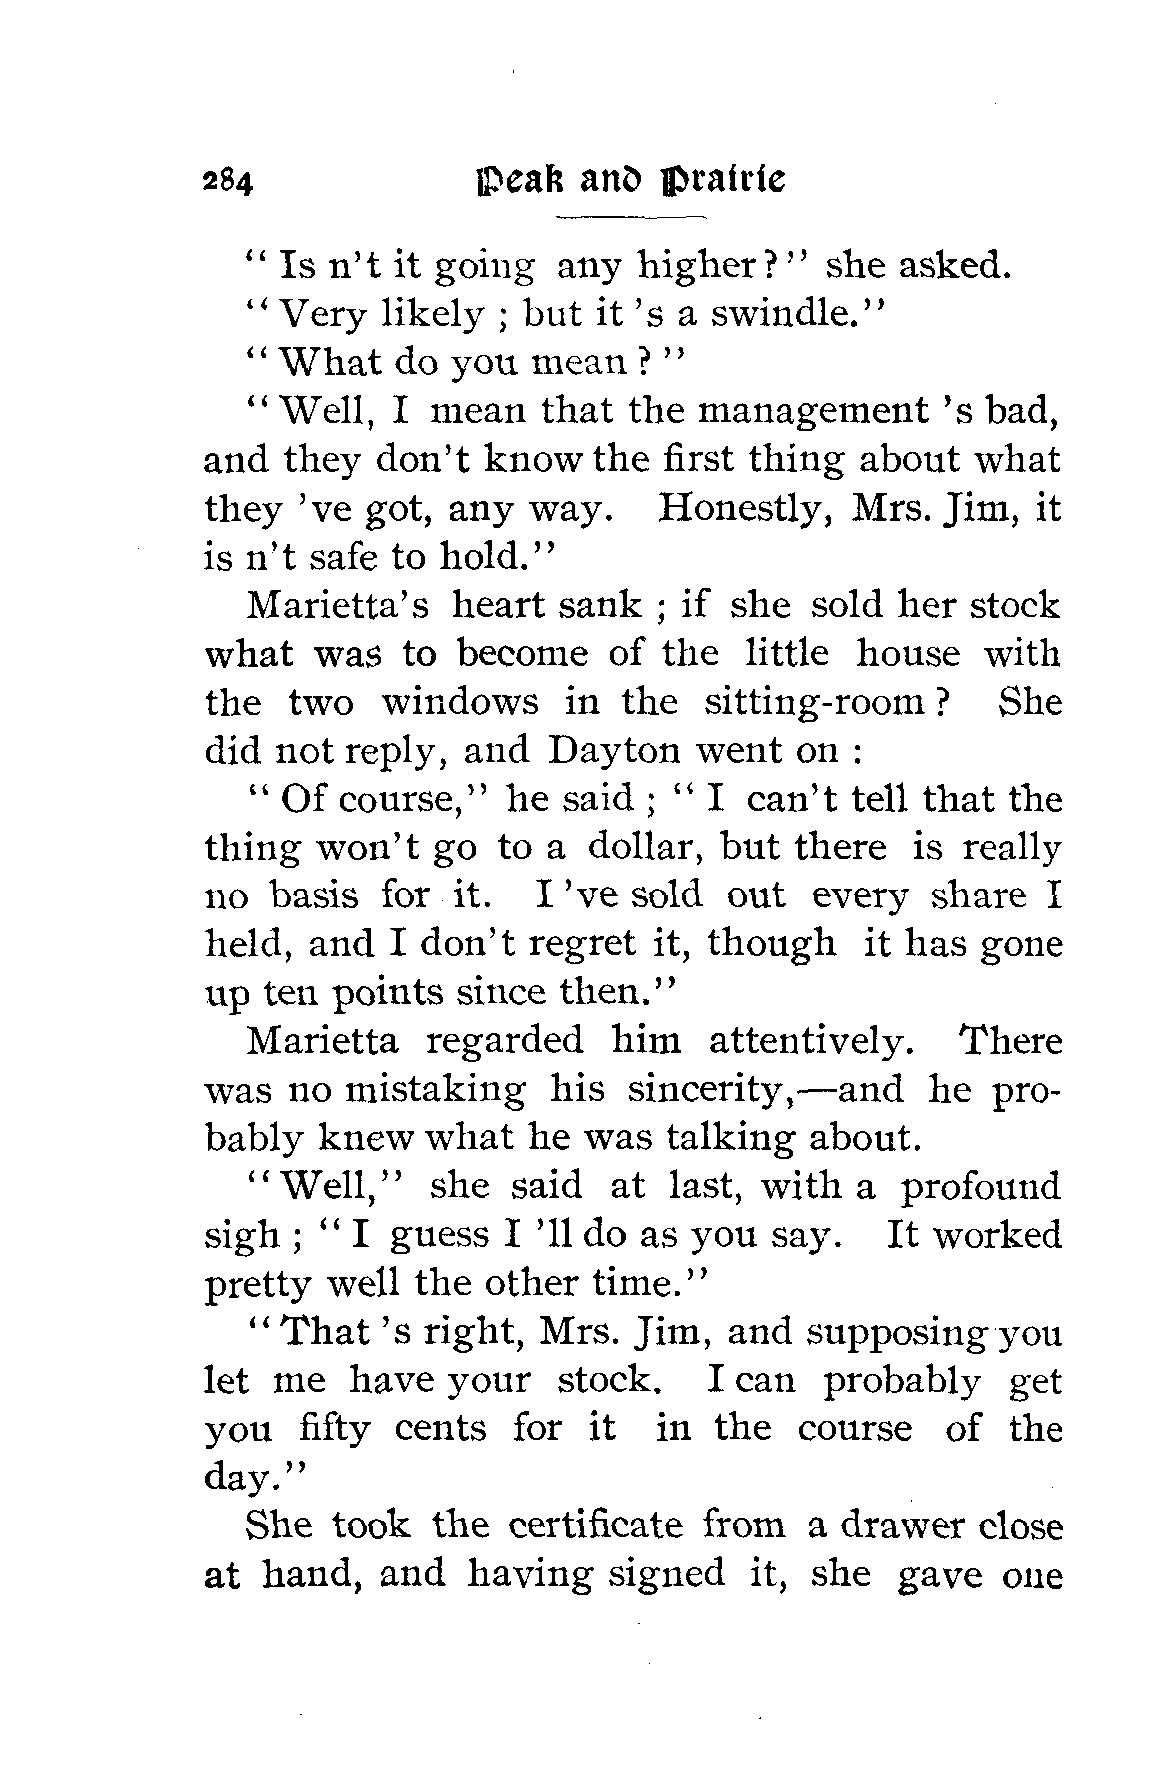 284 Peak and Prairie
“ Is n’t it going any higher ? ” she asked.
“ Very likely ; but it ’s a swindle.”
“ What do you mean ? ”
“ Well, I mean that the management ’s bad,
and they don’t know the first thing about what
they ’ve got, any way. Honestly, Mrs. Jim, it
is n’t safe to hold.”
Marietta’s heart sank ; if she sold her stock
what was to become of the little house with
the two windows in the sitting-room ? She
did not reply, and Dayton went on :
“ Of course,” he said ; “ I can’t tell that the
thing won’t go to a dollar, but there is really
no basis for it. I ’ve sold out every share I
held, and I don’t regret it, though it has gone
up ten points since then.”
Marietta regarded him attentively. There
was no mistaking his sincerity,—and he pro-
bably knew what he was talking about.
“ Well,” she said at last, with a profound
sigh ; “ I guess I ’ll do as you say. It worked
pretty well the other time.”
“ That ’s right, Mrs. Jim, and supposing you
let me have your stock. I can probably get
you fifty cents for it in the course of the
day.”
She took the certificate from a drawer close
at hand, and having signed it, she gave one